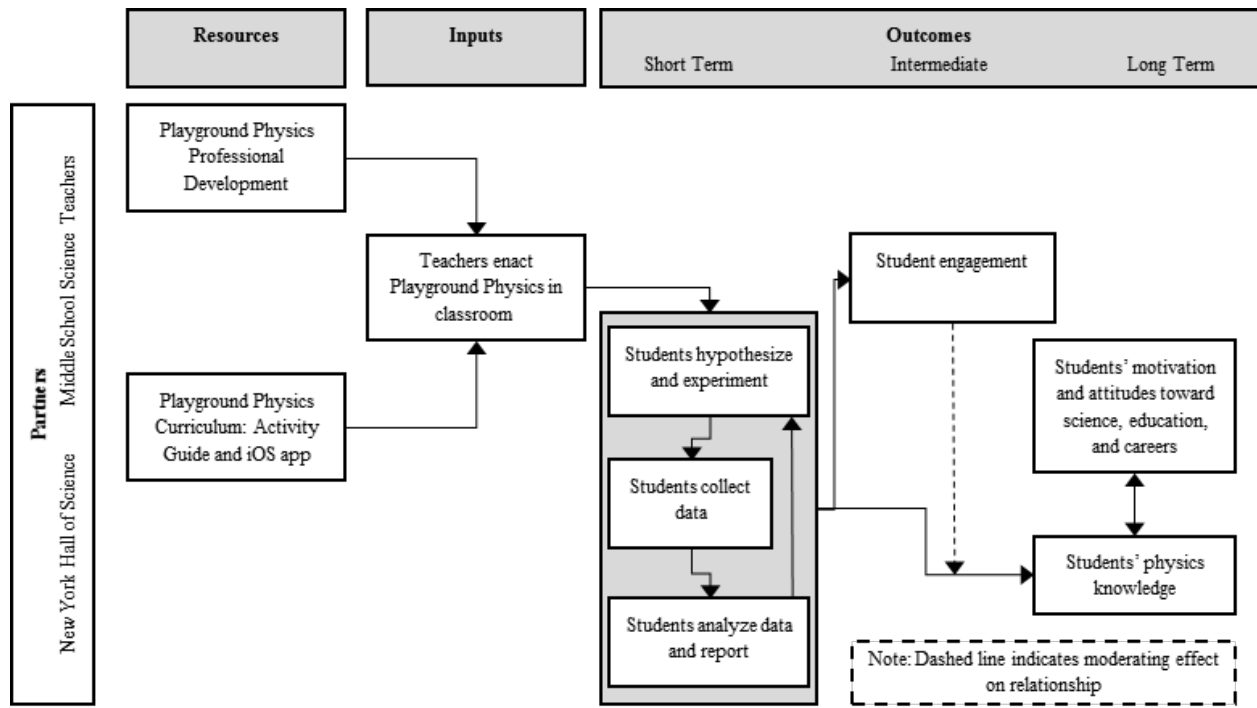 Resources
Inputs
Outcomes
Short Term
Intermediate
Long Term
Partners
New York Hall of Science
Middle School Science Teachers
Playground Physics
Professional
Development
Playground Physics
Curriculum: Activity
Guide and iOS app
Teachers enact
Playground Physics in
classroom
Students hypothesize
and experiment
Students collect
data
Students analyze data
and report
Student engagement
Students’ motivation
and attitudes toward
science, education,
and careers
Students’ physics
knowledge
Note: Dashed line indicates moderating effect
on relationship